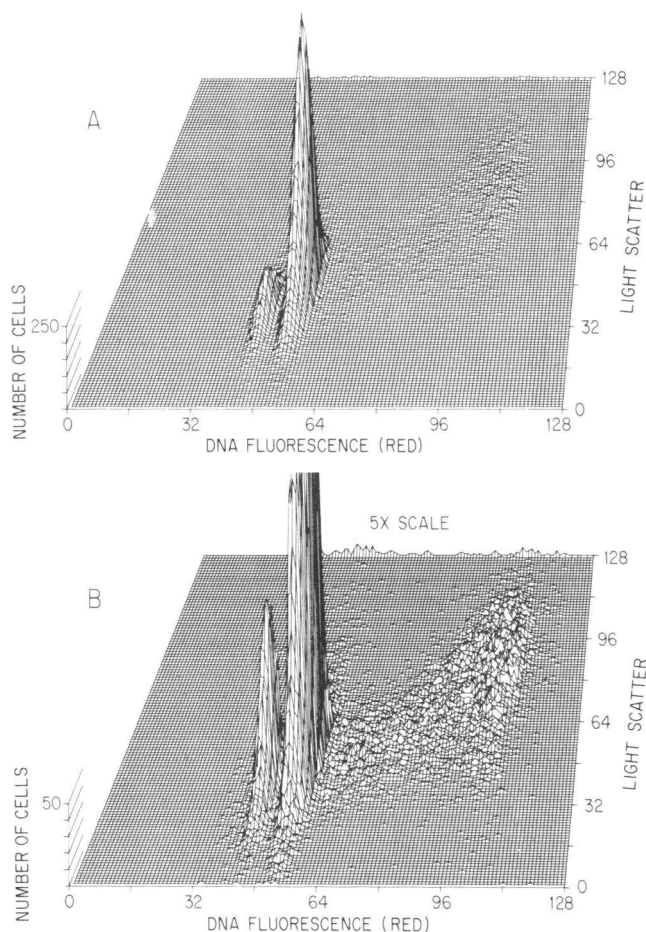 A
128
96
64
32
0
LIGHT SCATTER
NUMBER OF CELLS
250
0
0
32
64
96
128
DNA FLUORESCENCE (RED)
5X SCALE
B
128
96
64
32
0
LIGHT SCATTER
NUMBER OF CELLS
50
0
0
32
64
96
128
DNA FLUORESCENCE (RED)